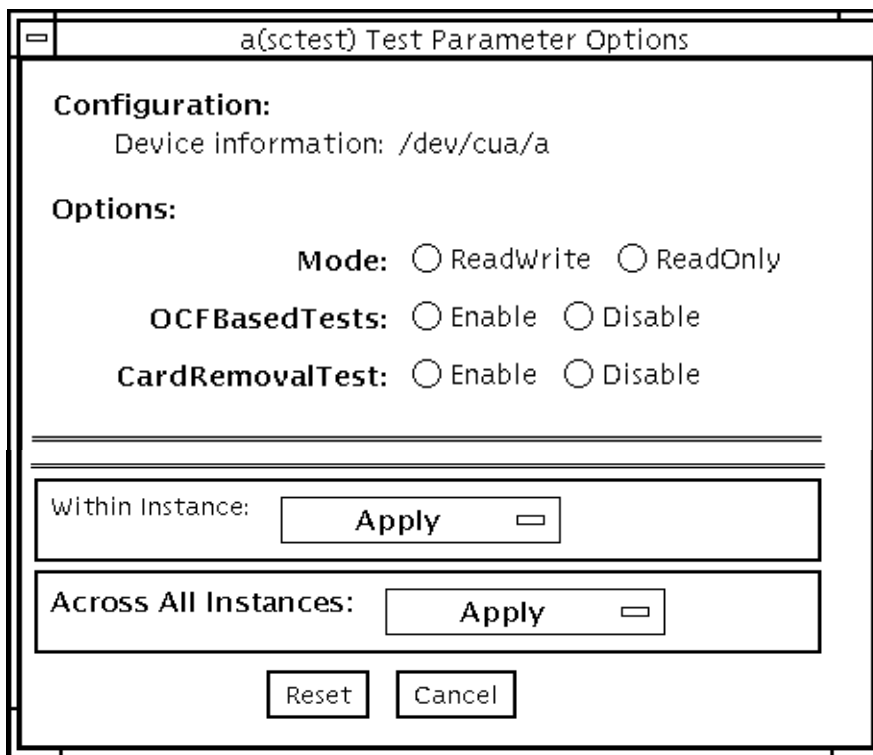 a(sctest) Test Parameter Options
Configuration:
Device information: /dev/cua/a
Options:
Mode: ReadWrite ReadOnly
OCFBasedTests: Enable Disable
CardRemovalTest: Enable Disable
Within Instance: Apply
Across All Instances: Apply
Reset Cancel